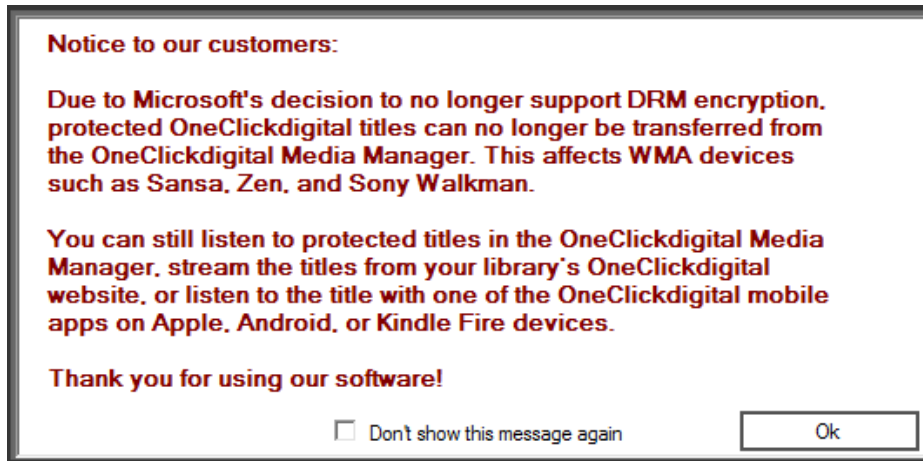 Notice to our customers:
Due to Microsoft's decision to no longer support DRM encryption,
protected OneClickdigital titles can no longer be transferred from
the OneClickdigital Media Manager. This affects WMA devices
such as Sansa, Zen, and Sony Walkman.
You can still listen to protected titles in the OneClickdigital Media
Manager, stream the titles from your library's OneClickdigital
website, or listen to the title with one of the OneClickdigital mobile
apps on Apple, Android, or Kindle Fire devices.
Thank you for using our software!
Don't show this message again
Ok